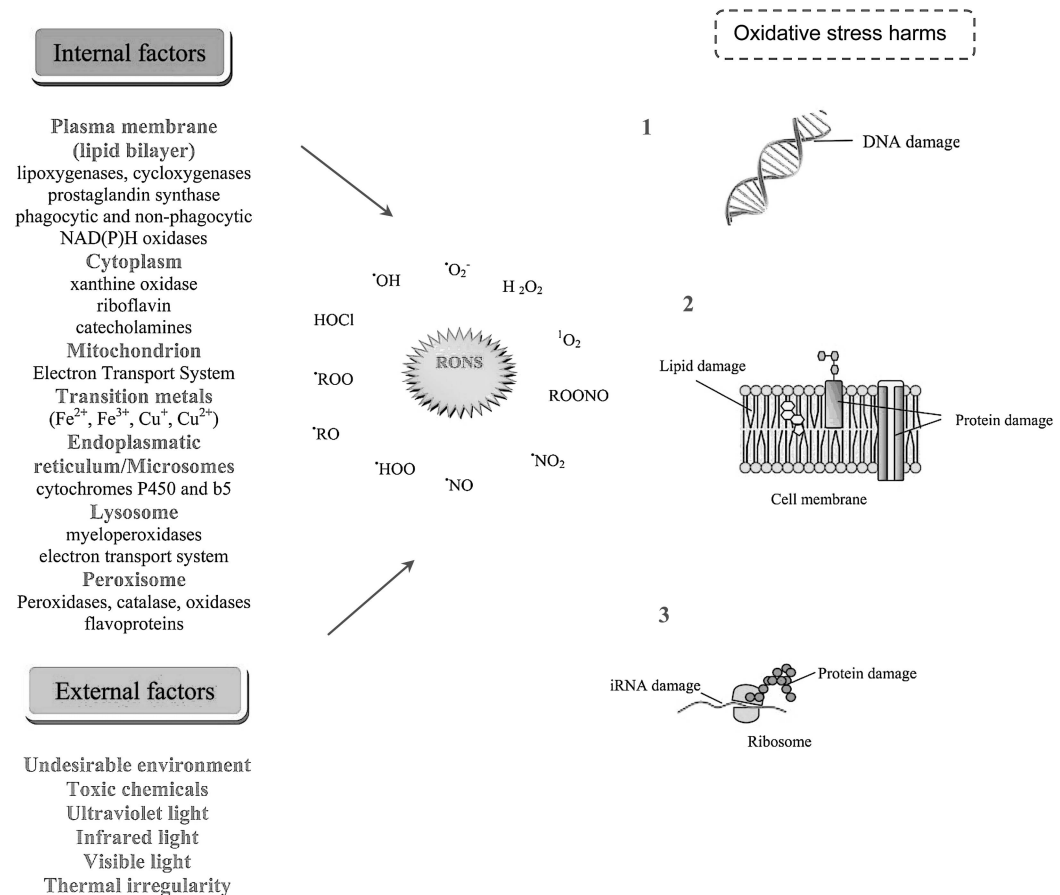 Internal factors
Plasma membrane
(lipid bilayer)
lipoxygenases, cycloxygenases
prostaglandin synthase
phagocytic and non-phagocytic
NAD(P)H oxidases
Cytoplasm
xanthine oxidase
riboflavin
catecholamines
Mitochondrion
Electron Transport System
Transition metals
(Fe²⁺, Fe³⁺, Cu⁺, Cu²⁺)
Endoplasmatic
reticulum/Microsomes
cytochromes P450 and b5
Lysosome
myeloperoxidases
electron transport system
Peroxisome
Peroxidases, catalase, oxidases
flavoproteins
External factors
Undesirable environment
Toxic chemicals
Ultraviolet light
Infrared light
Visible light
Thermal irregularity
•OH
•O₂⁻
H ₂O₂
HOCl
¹O₂
RONS
•ROO
ROONO
•RO
•NO₂
•HOO
•NO
Oxidative stress harms
1
DNA damage
2
Lipid damage
Protein damage
Cell membrane
3
Protein damage
iRNA damage
Ribosome